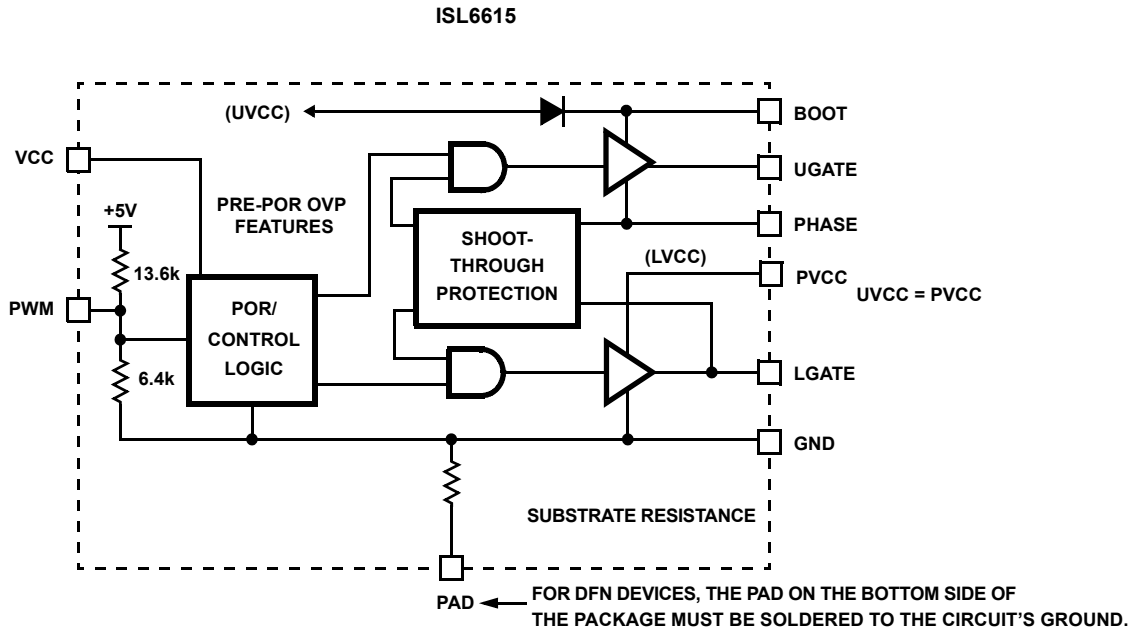 ISL6615
(UVCC)
BOOT
VCC
UGATE
+5V
PRE-POR OVP
FEATURES
PHASE
SHOOT-
THROUGH
PROTECTION
(LVCC)
PVCC
UVCC = PVCC
13.6k
PWM
POR/
CONTROL
LOGIC
6.4k
LGATE
GND
SUBSTRATE RESISTANCE
PAD
FOR DFN DEVICES, THE PAD ON THE BOTTOM SIDE OF
THE PACKAGE MUST BE SOLDERED TO THE CIRCUIT'S GROUND.